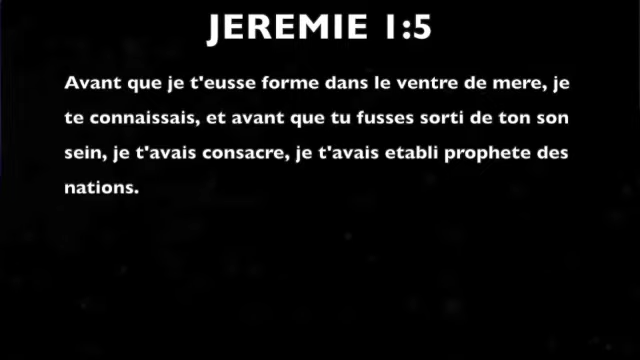 JEREMIE 1:5
Avant que je t'eusse forme dans le ventre de mere, je
te connaissais, et avant que tu fusses sorti de ton son
sein, je t'avais consacre, je t'avais etabli prophete des
nations.